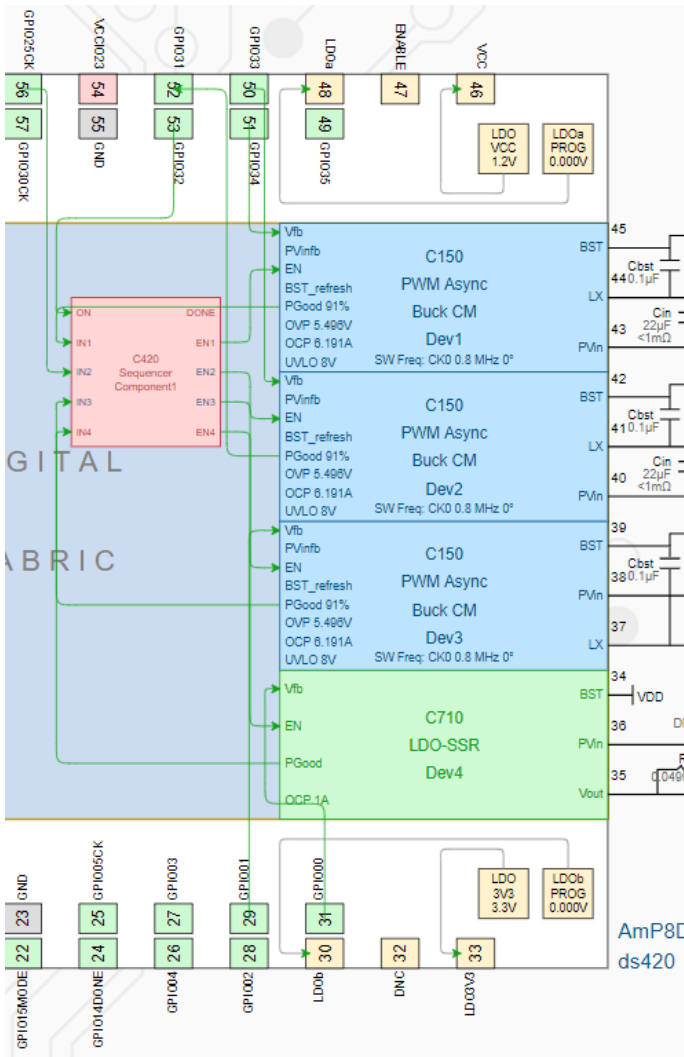 GPIO25CK
VCCIO23
GPIO31
GPIO33
LDOa
ENABLE
VCC
56
54
52
50
48
47
46
57
55
53
51
49
GPIO30CK
GND
GPIO32
GPIO34
GPIO35
LDO
VCC
1.2V
LDOa
PROG
0.000V
Vfb
PVinfb
EN
BST_refresh
PGood 91%
OVP 5.496V
OCP 6.191A
UVLO 8V
C150
PWM Async
Buck CM
Dev1
SW Freq: CK0 0.8 MHz 0°
BST
LX
PVin
45
44
43
Cbst
0.1µF
Cin
22µF
<1mΩ
ON
IN1
IN2
IN3
IN4
C420
Sequencer
Component1
DONE
EN1
EN2
EN3
EN4
Vfb
PVinfb
EN
BST_refresh
PGood 91%
OVP 5.496V
OCP 6.191A
UVLO 8V
C150
PWM Async
Buck CM
Dev2
SW Freq: CK0 0.8 MHz 0°
BST
LX
PVin
42
41
40
Cbst
0.1µF
Cin
22µF
<1mΩ
GITAL
ABRIC
Vfb
PVinfb
EN
BST_refresh
PGood 91%
OVP 5.496V
OCP 6.191A
UVLO 8V
C150
PWM Async
Buck CM
Dev3
SW Freq: CK0 0.8 MHz 0°
BST
PVin
LX
39
38
37
Cbst
0.1µF
Vfb
EN
PGood
OCP 1A
C710
LDO-SSR
Dev4
BST
PVin
Vout
34
36
35
VDD
GND
GPIO05CK
GPIO03
GPIO01
GPIO00
23
25
27
29
31
22
24
26
28
30
32
33
GPIO15MODE
GPIO14DONE
GPIO04
GPIO02
LDOb
DNC
LDO3V3
LDO
3V3
3.3V
LDOb
PROG
0.000V
AmP8D
ds420